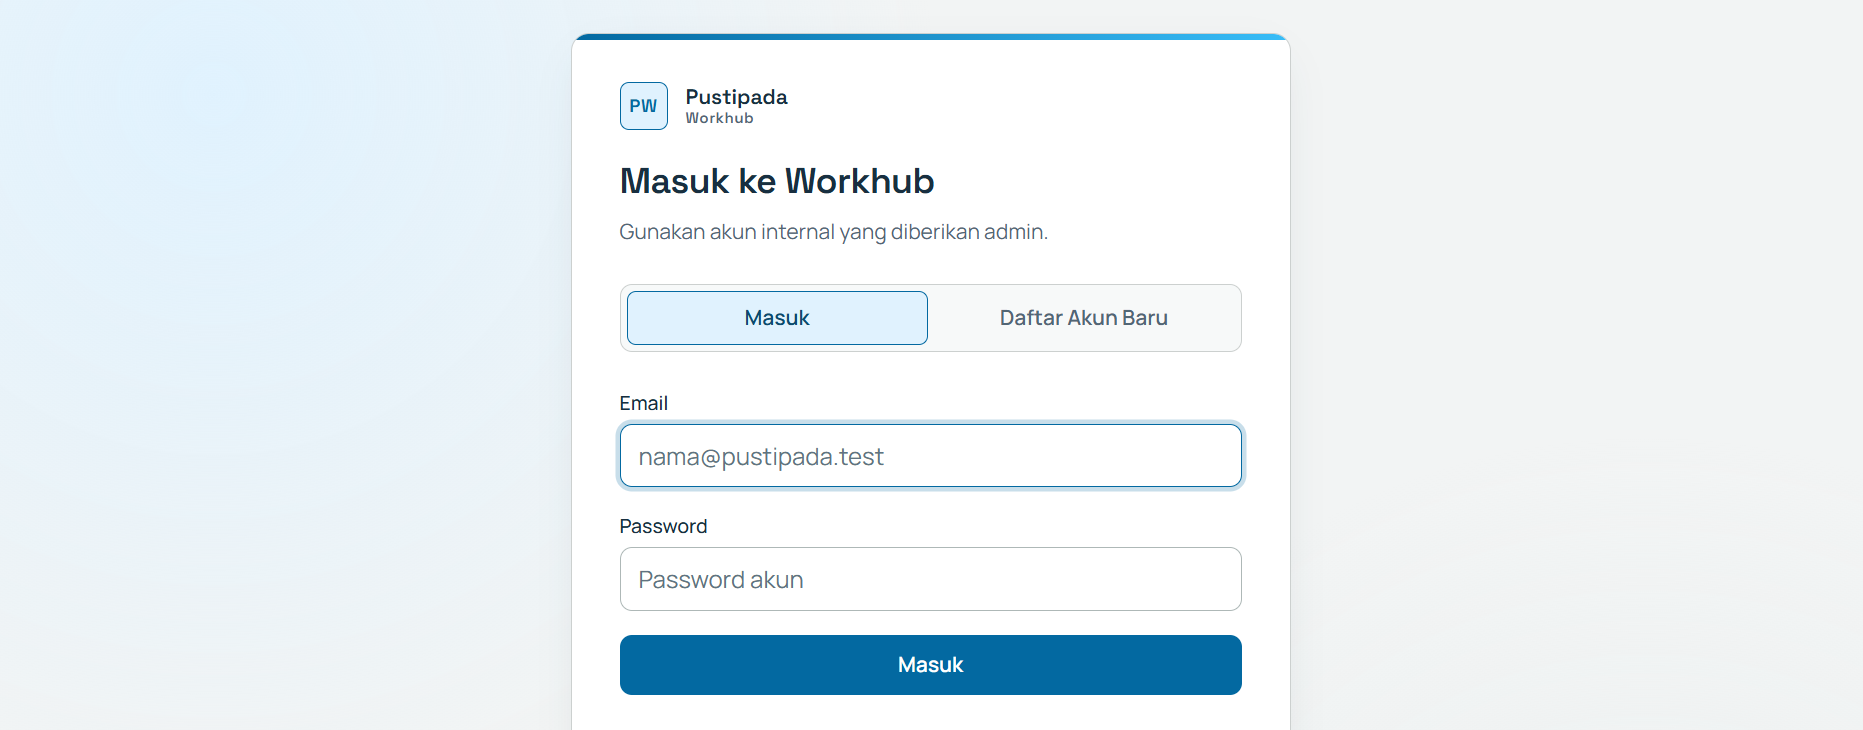 PW
Pustipada
Workhub
Masuk ke Workhub
Gunakan akun internal yang diberikan admin.
Masuk
Daftar Akun Baru
Email
nama@pustipada.test
Password
Password akun
Masuk